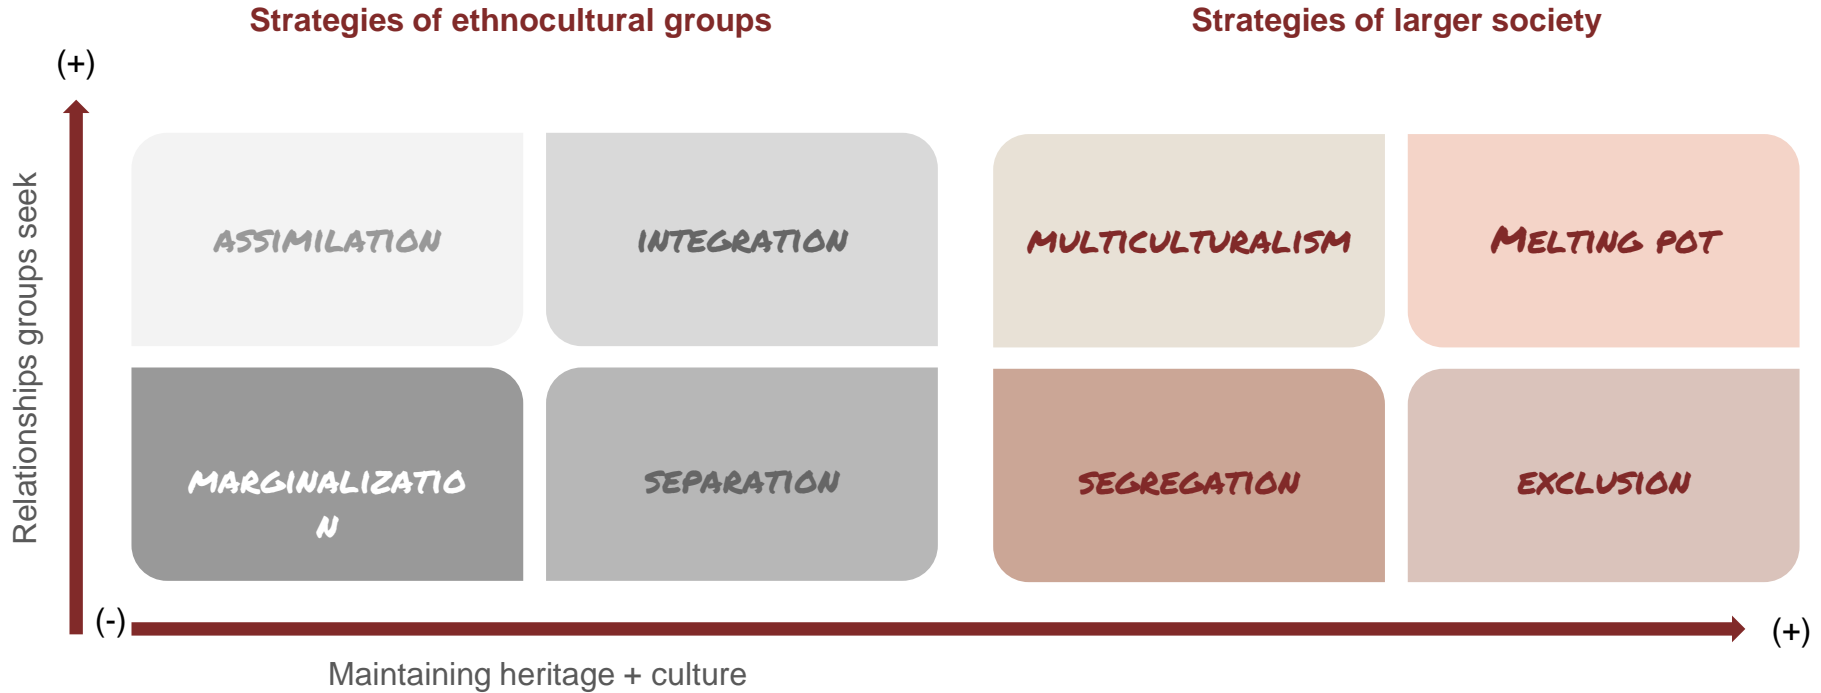 Strategies of ethnocultural groups
Strategies of larger society
(+)
Relationships groups seek
ASSIMILATION
INTEGRATION
MULTICULTURALISM
MELTING POT
MARGINALIZATIO
N
SEPARATION
SEGREGATION
EXCLUSION
(-)
(+)
Maintaining heritage + culture